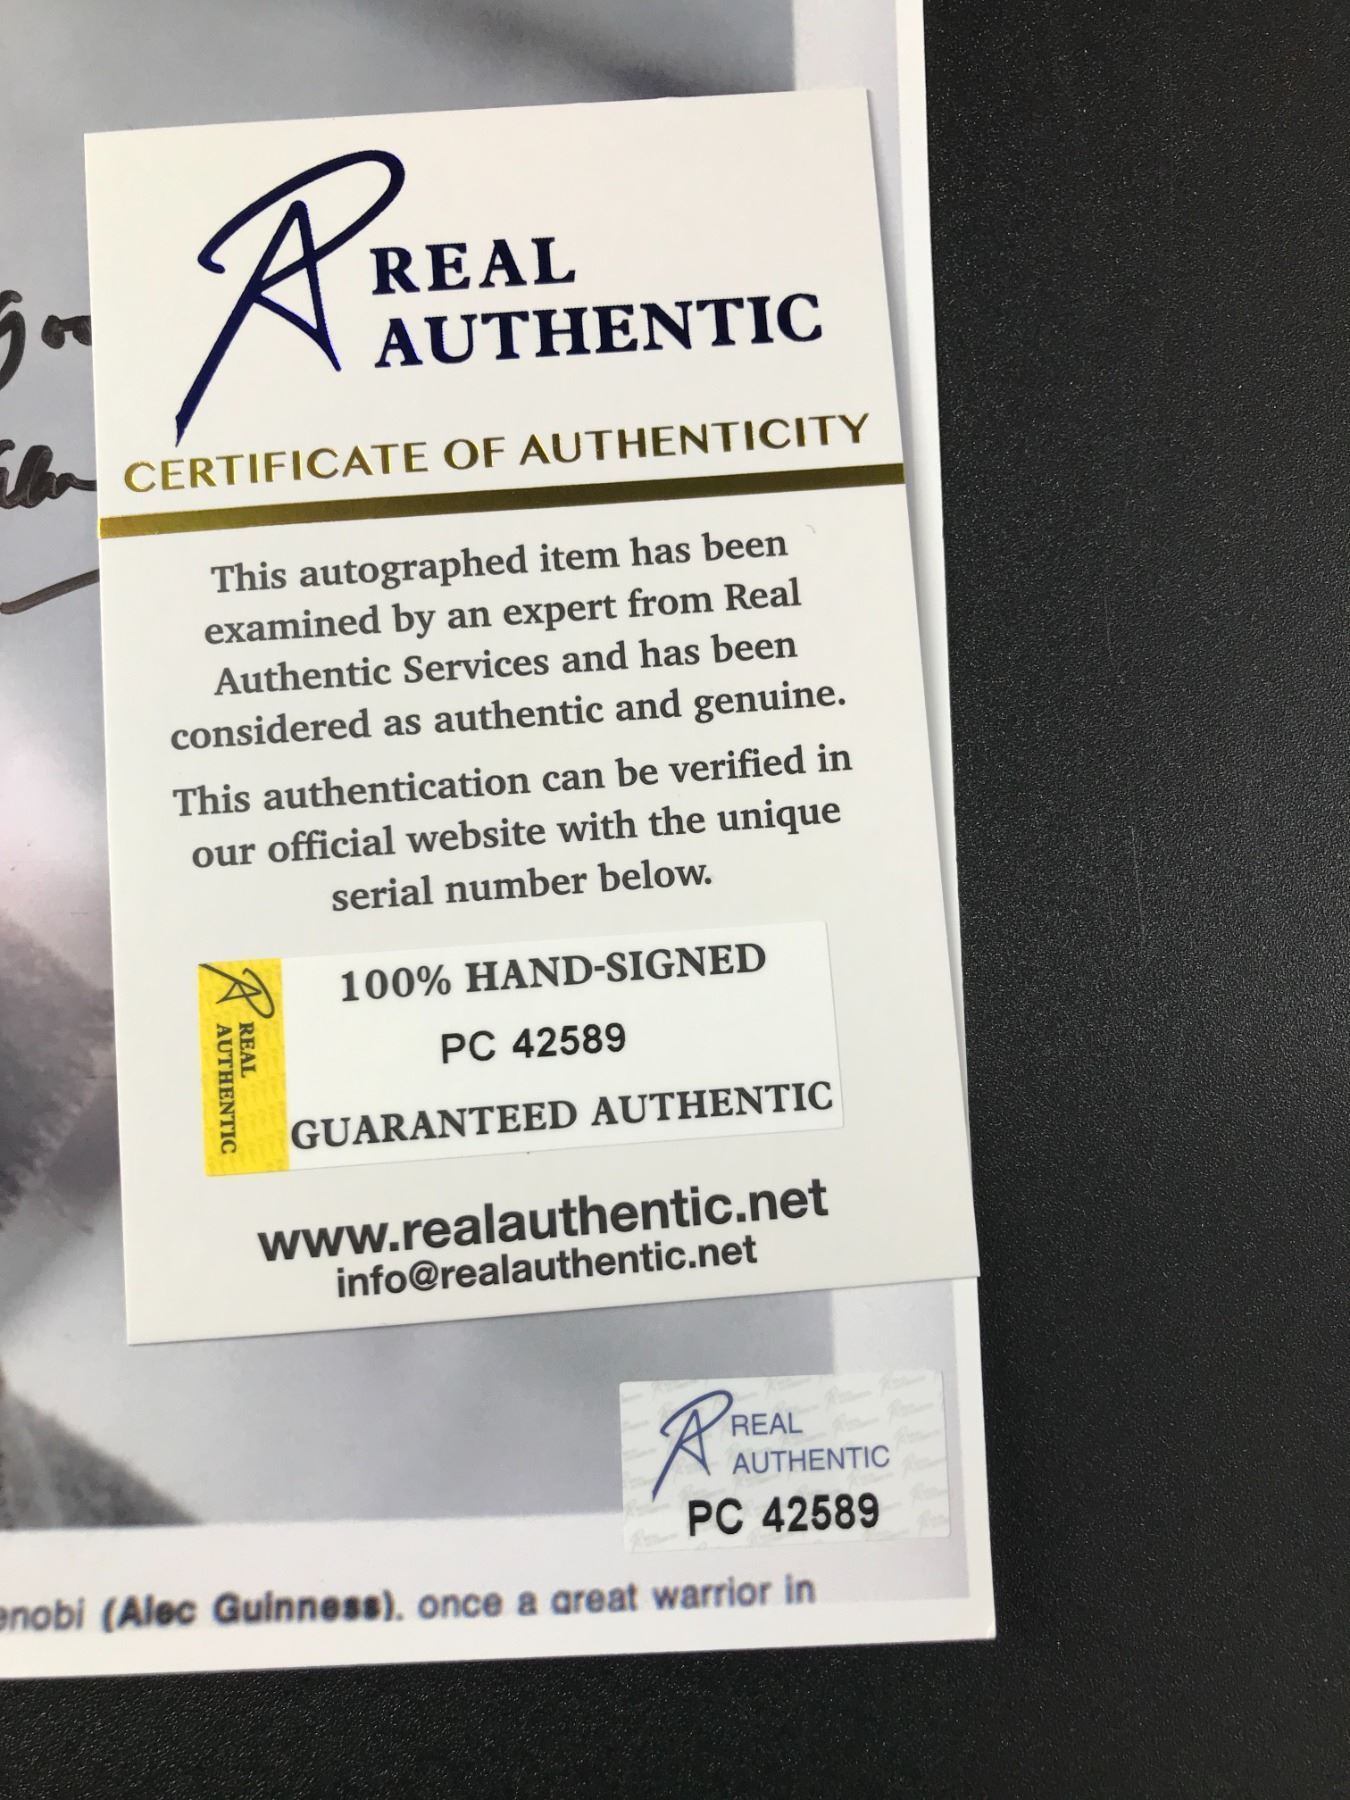 REAL
AUTHENTIC
CERTIFICATE OF AUTHENTICITY
This autographed item has been
examined by an expert from Real
Authentic Services and has been
considered as authentic and genuine.
This authentication can be verified in
our official website with the unique
serial number below.
REAL
AUTHENTIC
100% HAND-SIGNED
PC 42589
GUARANTEED AUTHENTIC
www.realauthentic.net
info@realauthentic.net
REAL
AUTHENTIC
PC 42589
enobi (Alec Guinness), once a great warrior in